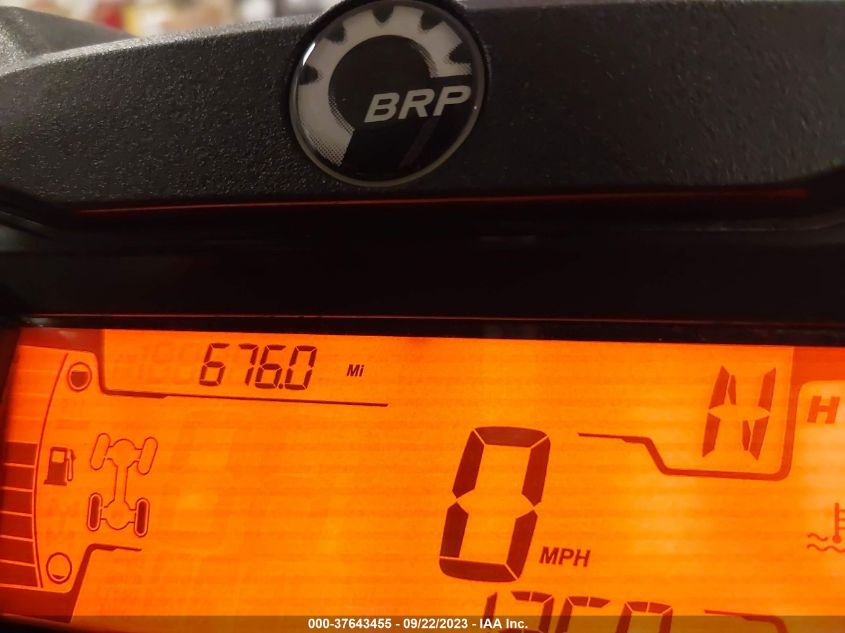 BRP
676.0 Mi
N
H
0 MPH
000-37643455 - 09/22/2023 - IAA Inc.